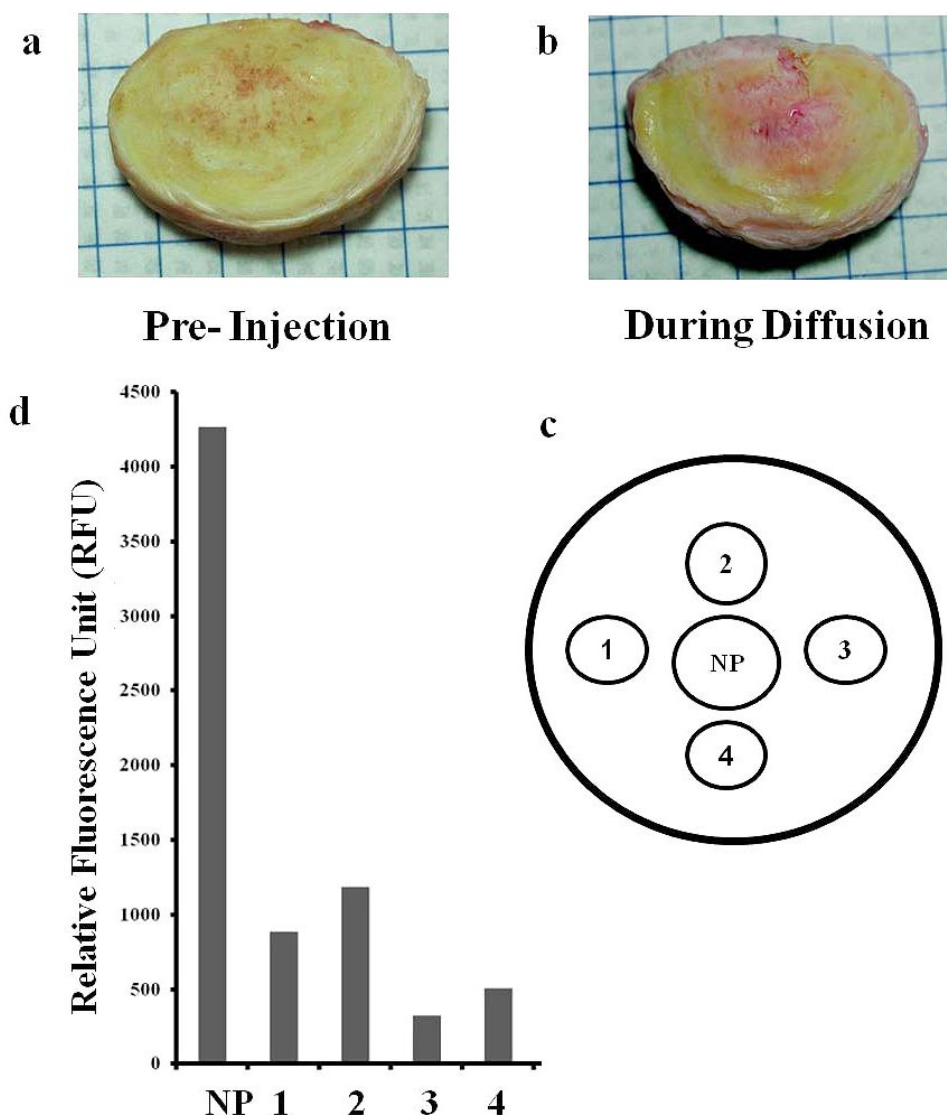 a
b
Pre- Injection
During Diffusion
d
c
Relative Fluorescence Unit (RFU)
4500
4000
3500
3000
2500
2000
1500
1000
500
0
NP 1 2 3 4
2
1 NP 3
4